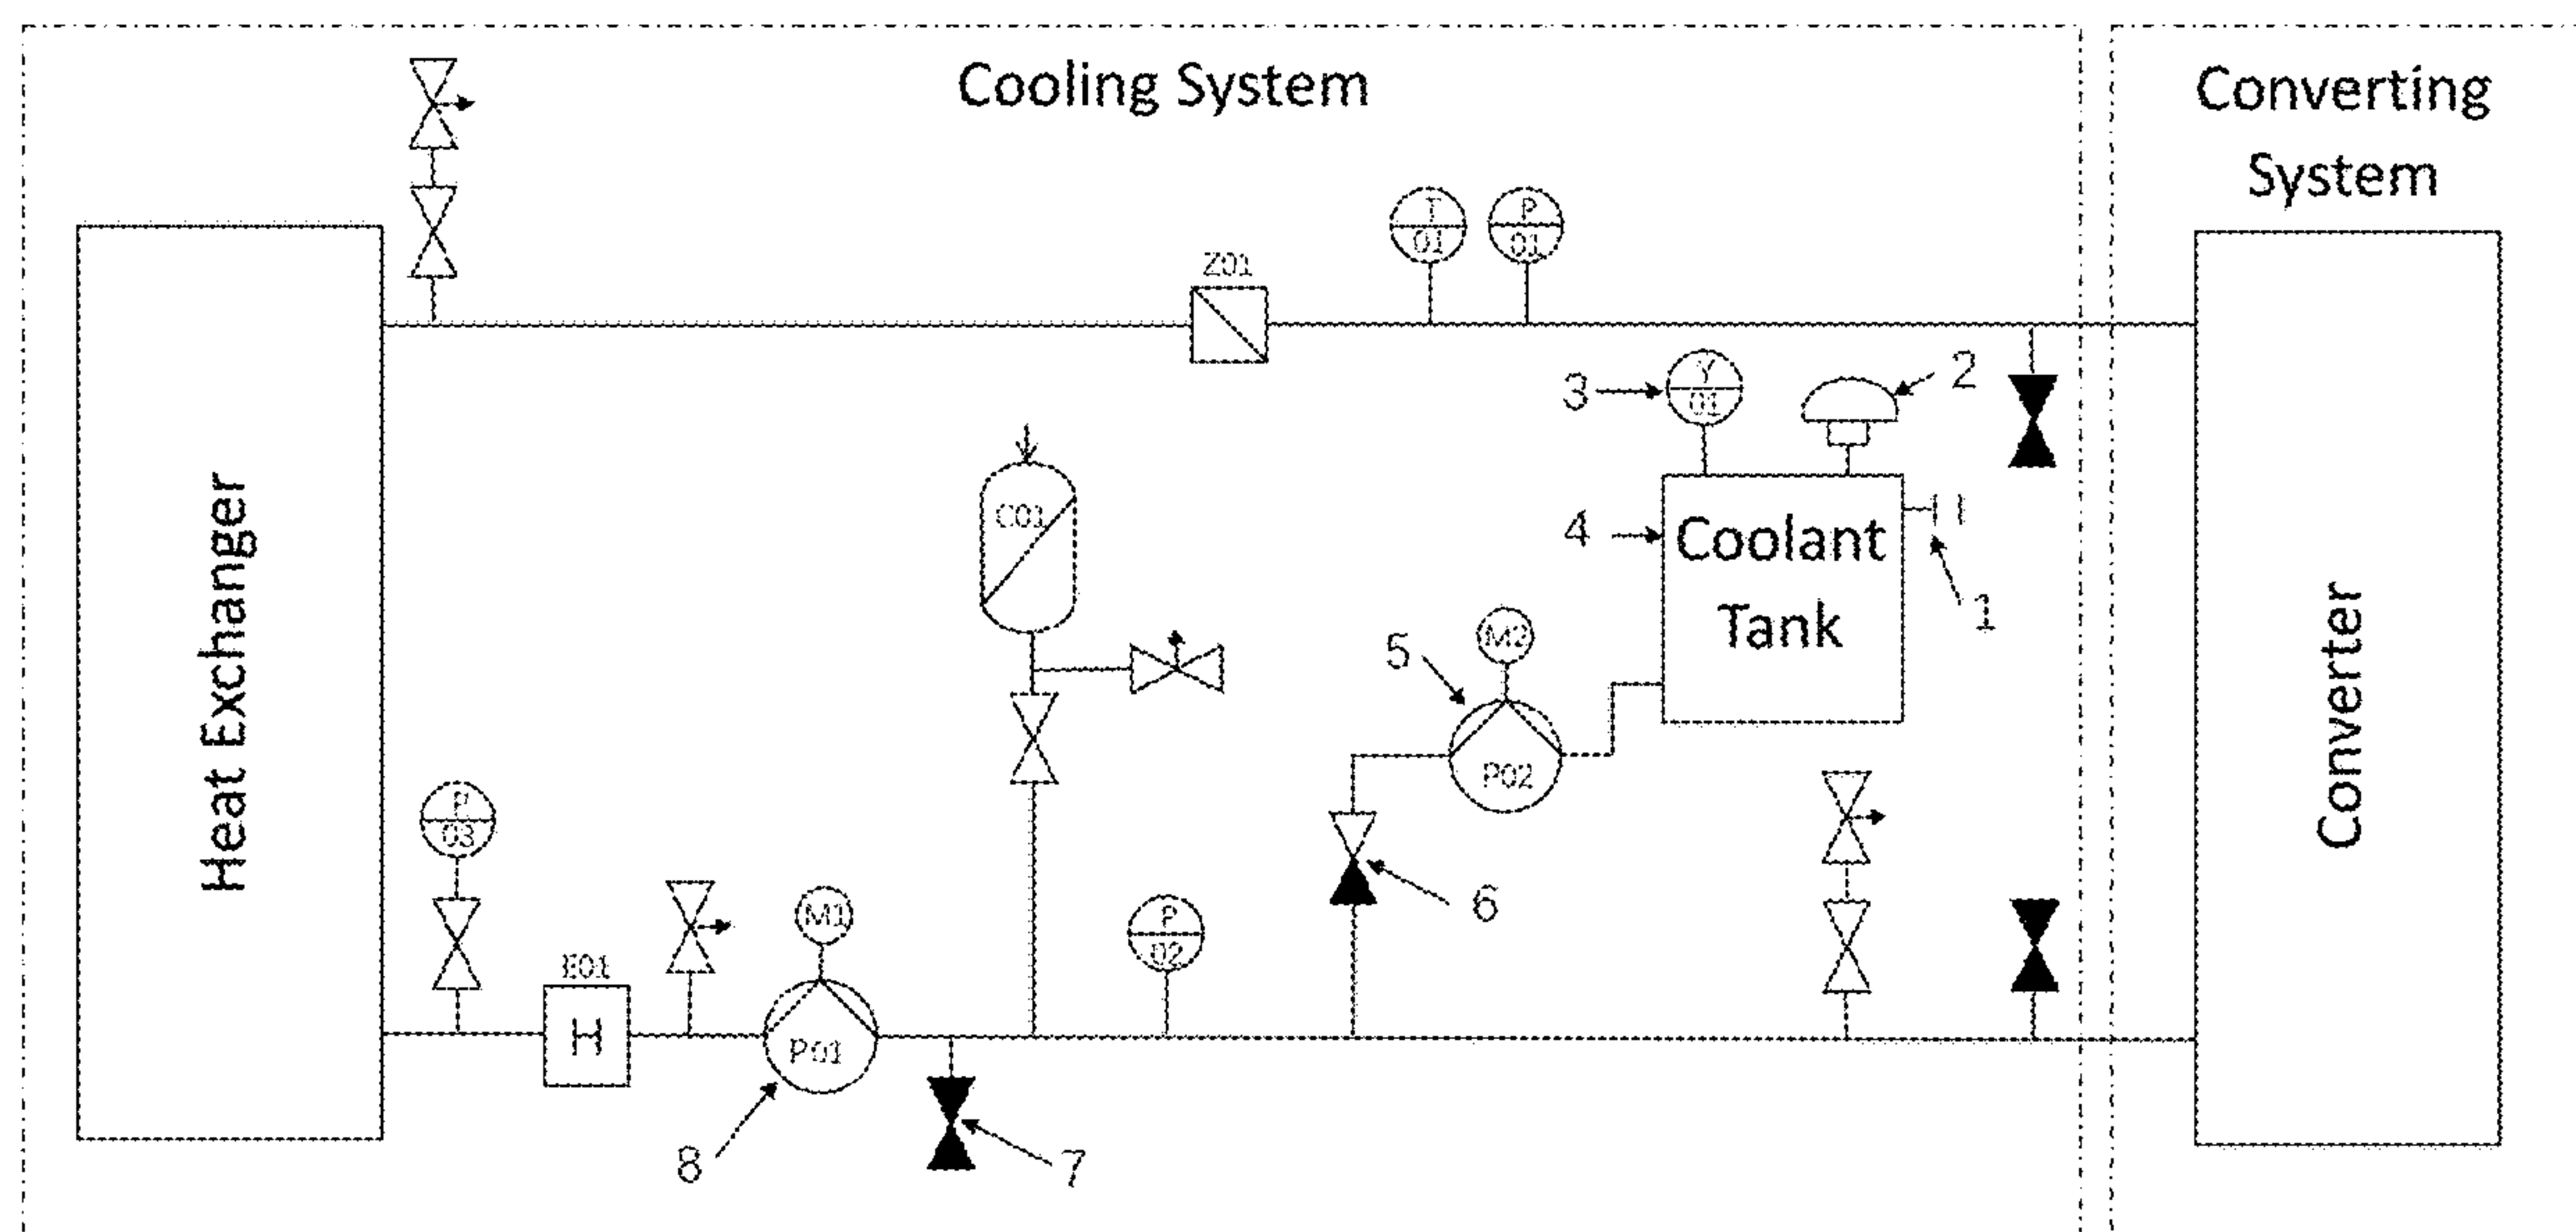 Cooling System
Converting
System
T
01
P
01
Z01
3
Y
01
2
C01
4
Coolant
Tank
1
Heat Exchanger
5
M2
P02
Converter
P
03
6
M1
P
02
E01
H
P01
8
7